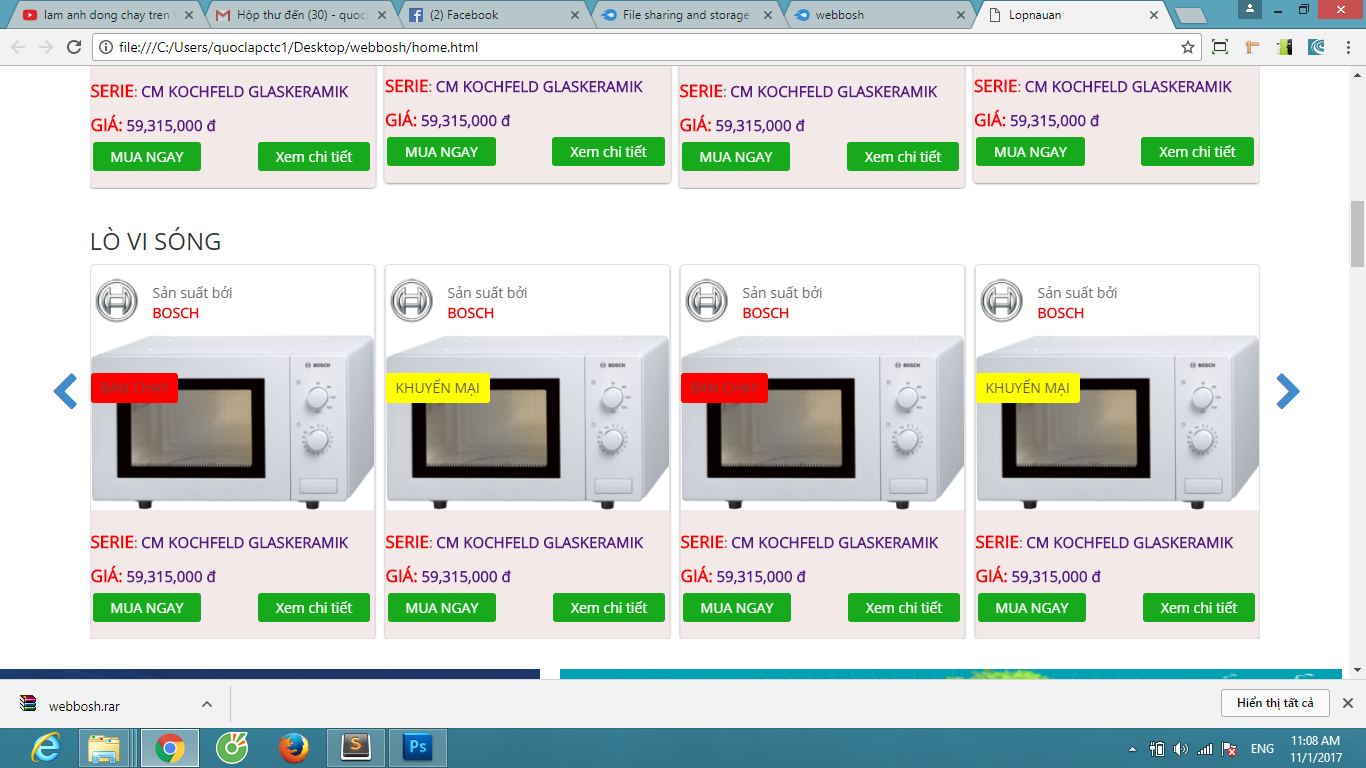 lam anh dong chay tren
Hộp thư đến (30) - quocl
(2) Facebook
File sharing and storage
webbosh
Lopnauan
file:///C:/Users/quoclapctc1/Desktop/webbosh/home.html
SERIE: CM KOCHFELD GLASKERAMIK
SERIE: CM KOCHFELD GLASKERAMIK
SERIE: CM KOCHFELD GLASKERAMIK
SERIE: CM KOCHFELD GLASKERAMIK
GIÁ: 59,315,000 đ
GIÁ: 59,315,000 đ
GIÁ: 59,315,000 đ
GIÁ: 59,315,000 đ
MUA NGAY Xem chi tiết
MUA NGAY Xem chi tiết
MUA NGAY Xem chi tiết
MUA NGAY Xem chi tiết
LÒ VI SÓNG
Sản suất bởi
BOSCH
Sản suất bởi
BOSCH
Sản suất bởi
BOSCH
Sản suất bởi
BOSCH
BOSCH
BOSCH
BOSCH
BOSCH
BÁN CHẠY
KHUYẾN MẠI
BÁN CHẠY
KHUYẾN MẠI
SERIE: CM KOCHFELD GLASKERAMIK
SERIE: CM KOCHFELD GLASKERAMIK
SERIE: CM KOCHFELD GLASKERAMIK
SERIE: CM KOCHFELD GLASKERAMIK
GIÁ: 59,315,000 đ
GIÁ: 59,315,000 đ
GIÁ: 59,315,000 đ
GIÁ: 59,315,000 đ
MUA NGAY Xem chi tiết
MUA NGAY Xem chi tiết
MUA NGAY Xem chi tiết
MUA NGAY Xem chi tiết
webbosh.rar
Hiển thị tất cả
Ps
ENG
11:08 AM
11/1/2017